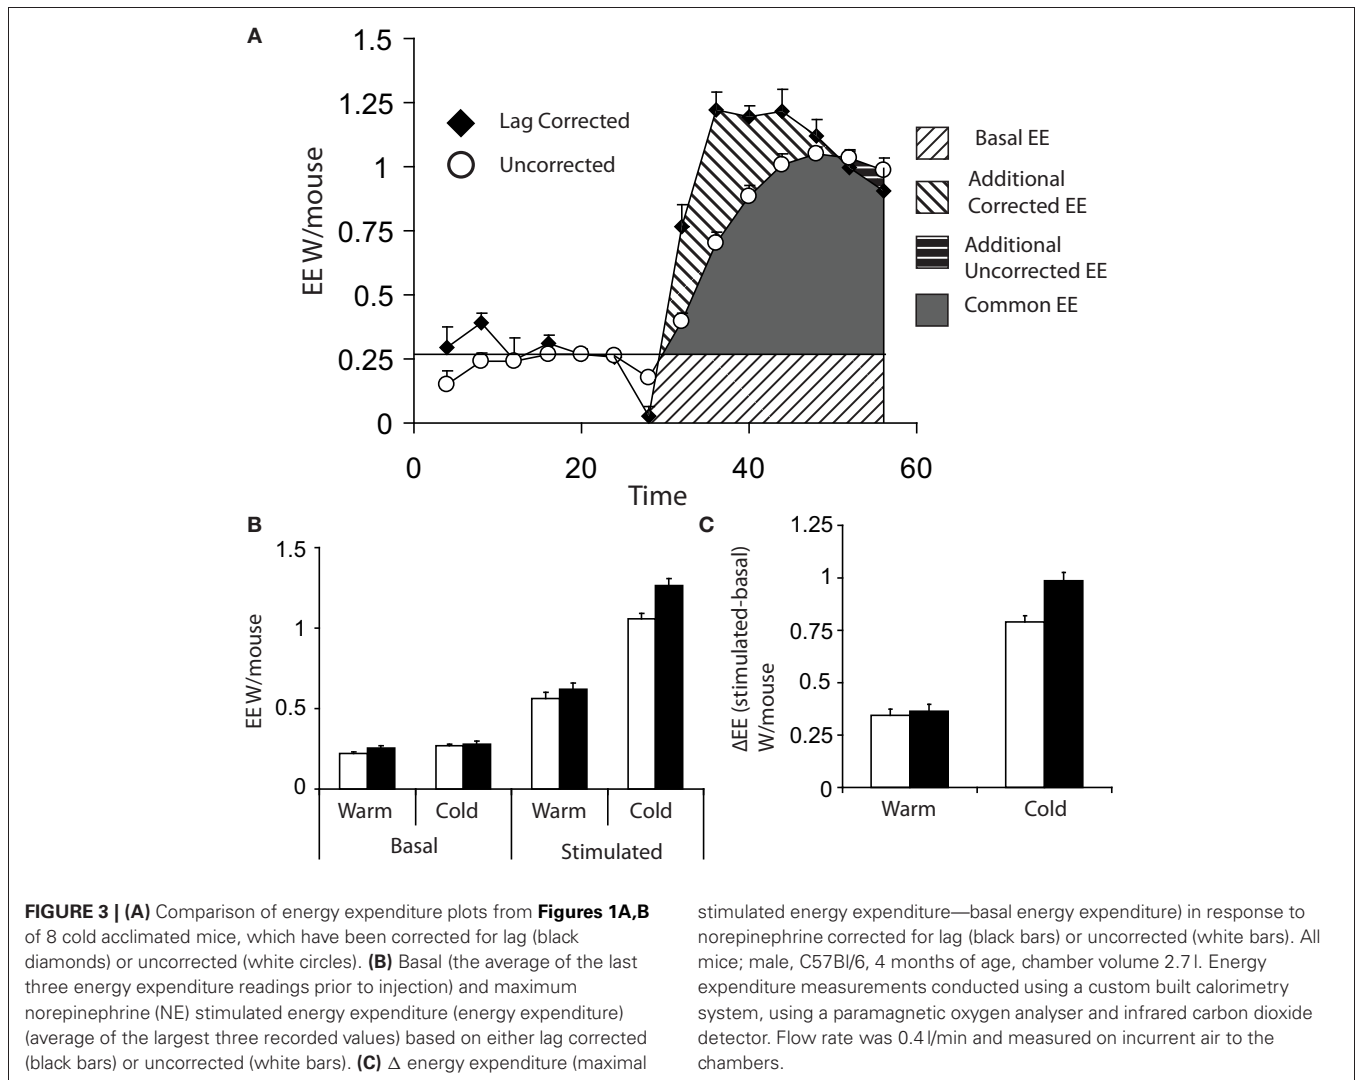 A
1.5
1.25
1
0.75
0.5
0.25
0
EE W/mouse
Lag Corrected
Uncorrected
Basal EE
Additional
Corrected EE
Additional
Uncorrected EE
Common EE
0 20 40 60
Time
B
1.5
1
0.5
0
EE W/mouse
Warm Cold Warm Cold
Basal Stimulated
C
1.25
1
0.75
0.5
0.25
0
ΔEE (stimulated-basal)
W/mouse
Warm Cold
FIGURE 3 | (A) Comparison of energy expenditure plots from Figures 1A,B
of 8 cold acclimated mice, which have been corrected for lag (black
diamonds) or uncorrected (white circles). (B) Basal (the average of the last
three energy expenditure readings prior to injection) and maximum
norepinephrine (NE) stimulated energy expenditure (energy expenditure)
(average of the largest three recorded values) based on either lag corrected
(black bars) or uncorrected (white bars). (C) Δ energy expenditure (maximal
stimulated energy expenditure—basal energy expenditure) in response to
norepinephrine corrected for lag (black bars) or uncorrected (white bars). All
mice; male, C57Bl/6, 4 months of age, chamber volume 2.7 l. Energy
expenditure measurements conducted using a custom built calorimetry
system, using a paramagnetic oxygen analyser and infrared carbon dioxide
detector. Flow rate was 0.4 l/min and measured on incurrent air to the
chambers.